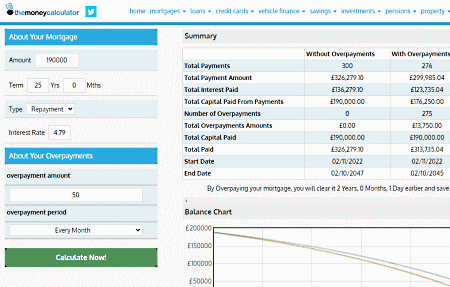 themoneycalculator
home mortgages loans credit cards vehicle finance savings investments pensions property
About Your Mortgage
Amount 190000
Term 25 Yrs 0 Mths
Type Repayment
Interest Rate 4.79
About Your Overpayments
overpayment amount
50
overpayment period
Every Month
Calculate Now!
Summary
Without Overpayments With Overpayments
Total Payments 300 276
Total Payment Amount £326,279.10 £299,985.04
Total Interest Paid £136,279.10 £123,735.04
Total Capital Paid From Payments £190,000.00 £176,250.00
Number of Overpayments 0 275
Total Overpayments Amounts £0.00 £13,750.00
Total Capital Paid £190,000.00 £190,000.00
Total Paid £326,279.10 £313,735.04
Start Date 02/11/2022 02/11/2022
End Date 02/10/2047 02/10/2045
By Overpaying your mortgage, you will clear it 2 Years, 0 Months, 1 Day earlier and save
Balance Chart
£200000
£150000
£100000
£50000